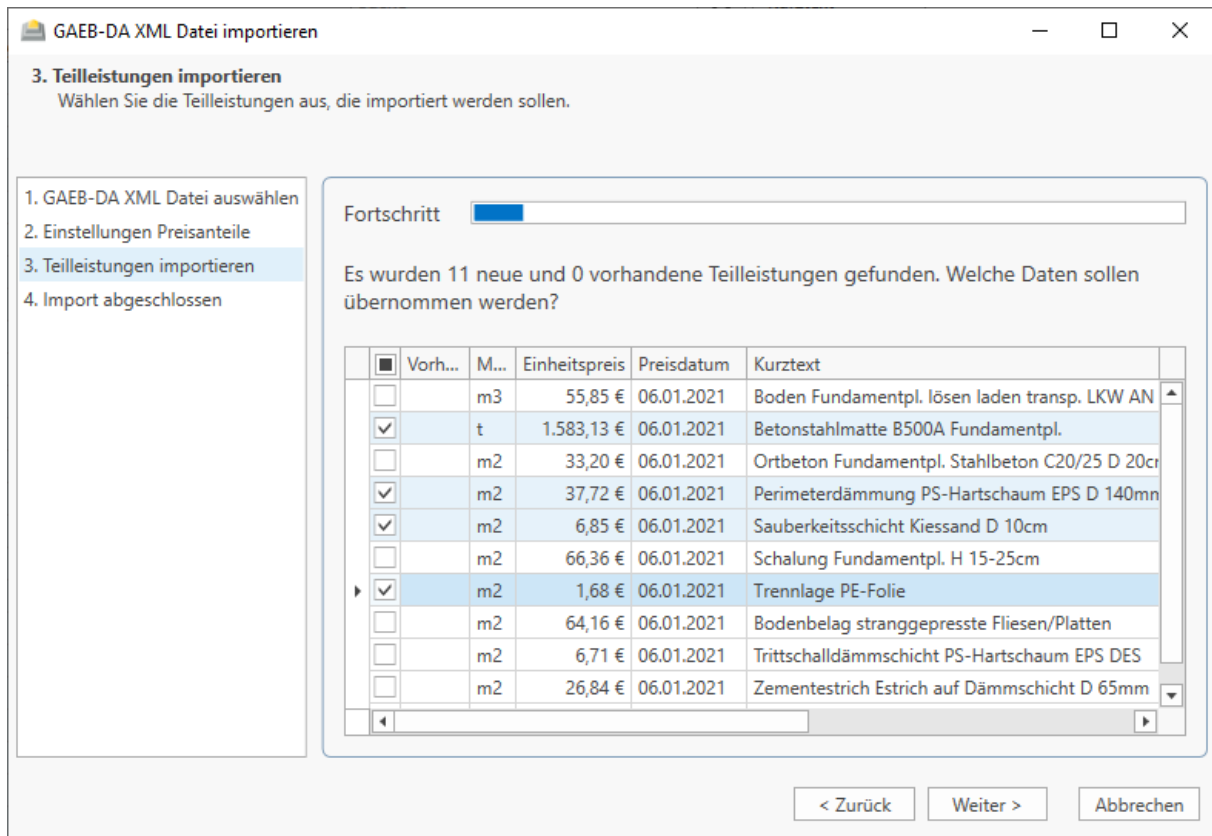 GAEB-DA XML Datei importieren
3. Teilleistungen importieren
Wählen Sie die Teilleistungen aus, die importiert werden sollen.
1. GAEB-DA XML Datei auswählen
2. Einstellungen Preisanteile
3. Teilleistungen importieren
4. Import abgeschlossen
Fortschritt
Es wurden 11 neue und 0 vorhandene Teilleistungen gefunden. Welche Daten sollen
übernommen werden?
Vorh... M... Einheitspreis Preisdatum Kurztext
m3 55,85 € 06.01.2021 Boden Fundamentpl. lösen laden transp. LKW AN
t 1.583,13 € 06.01.2021 Betonstahlmatte B500A Fundamentpl.
m2 33,20 € 06.01.2021 Ortbeton Fundamentpl. Stahlbeton C20/25 D 20cm
m2 37,72 € 06.01.2021 Perimeterdämmung PS-Hartschaum EPS D 140mm
m2 6,85 € 06.01.2021 Sauberkeitsschicht Kiessand D 10cm
m2 66,36 € 06.01.2021 Schalung Fundamentpl. H 15-25cm
m2 1,68 € 06.01.2021 Trennlage PE-Folie
m2 64,16 € 06.01.2021 Bodenbelag stranggepresste Fliesen/Platten
m2 6,71 € 06.01.2021 Trittschalldämmschicht PS-Hartschaum EPS DES
m2 26,84 € 06.01.2021 Zementestrich Estrich auf Dämmschicht D 65mm
< Zurück Weiter > Abbrechen